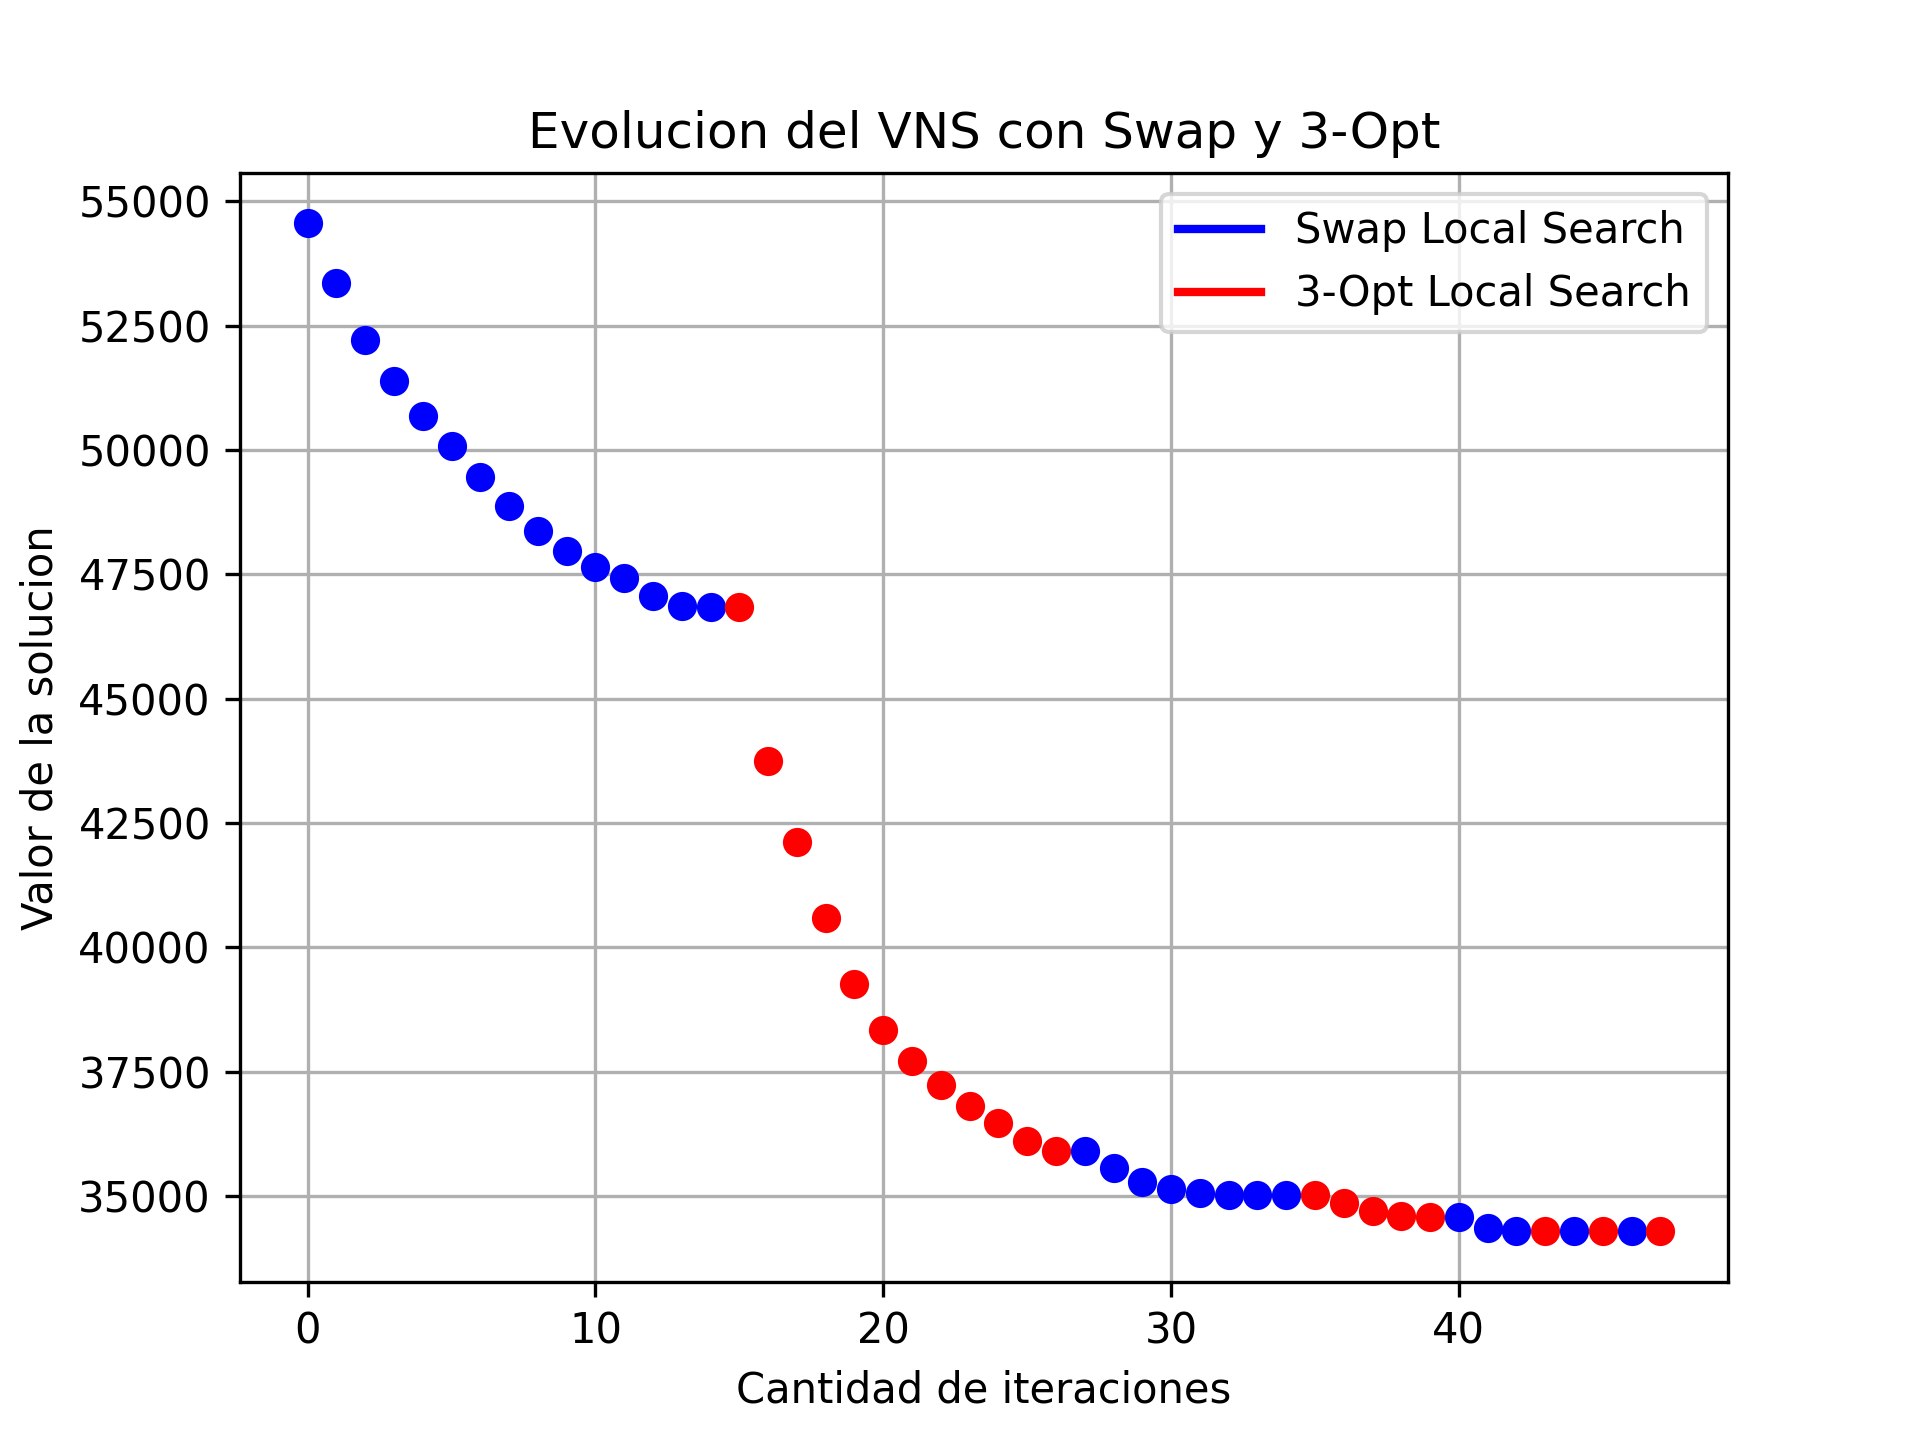 Evolucion del VNS con Swap y 3-Opt
Swap Local Search
3-Opt Local Search
Valor de la solucion
55000
52500
50000
47500
45000
42500
40000
37500
35000
0 10 20 30 40
Cantidad de iteraciones